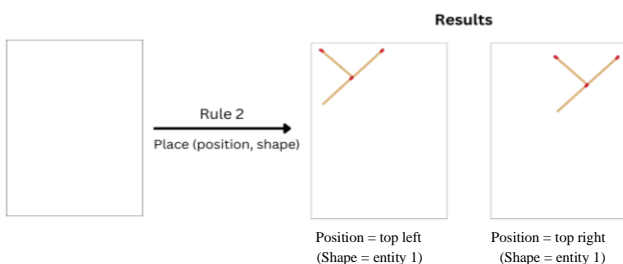 Results
Rule 2
Place (position, shape)
Position = top left
(Shape = entity 1)
Position = top right
(Shape = entity 1)